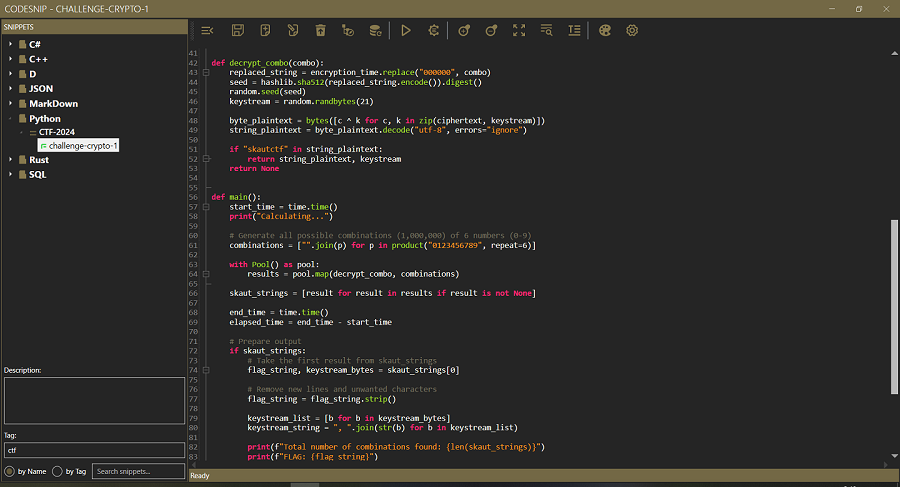 CODESNIP - CHALLENGE-CRYPTO-1
SNIPPETS
C#
C++
D
JSON
MarkDown
Python
CTF-2024
challenge-crypto-1
Rust
SQL
Description:
Tag:
ctf
by Name by Tag Search snippets...
41
42 def decrypt_combo(combo):
43 replaced_string = encryption_time.replace("000000", combo)
44 seed = hashlib.sha512(replaced_string.encode()).digest()
45 random.seed(seed)
46 keystream = random.randbytes(21)
47
48 byte_plaintext = bytes([c ^ k for c, k in zip(ciphertext, keystream)])
49 string_plaintext = byte_plaintext.decode("utf-8", errors="ignore")
50
51 if "skautctf" in string_plaintext:
52 return string_plaintext, keystream
53 return None
54
55
56 def main():
57 start_time = time.time()
58 print("Calculating...")
59
60 # Generate all possible combinations (1,000,000) of 6 numbers (0-9)
61 combinations = ["".join(p) for p in product("0123456789", repeat=6)]
62
63 with Pool() as pool:
64 results = pool.map(decrypt_combo, combinations)
65
66 skaut_strings = [result for result in results if result is not None]
67
68 end_time = time.time()
69 elapsed_time = end_time - start_time
70
71 # Prepare output
72 if skaut_strings:
73 # Take the first result from skaut_strings
74 flag_string, keystream_bytes = skaut_strings[0]
75
76 # Remove new lines and unwanted characters
77 flag_string = flag_string.strip()
78
79 keystream_list = [b for b in keystream_bytes]
80 keystream_string = ", ".join(str(b) for b in keystream_list)
81
82 print(f"Total number of combinations found: {len(skaut_strings)}")
83 print(f"FLAG: {flag_string}")
Ready